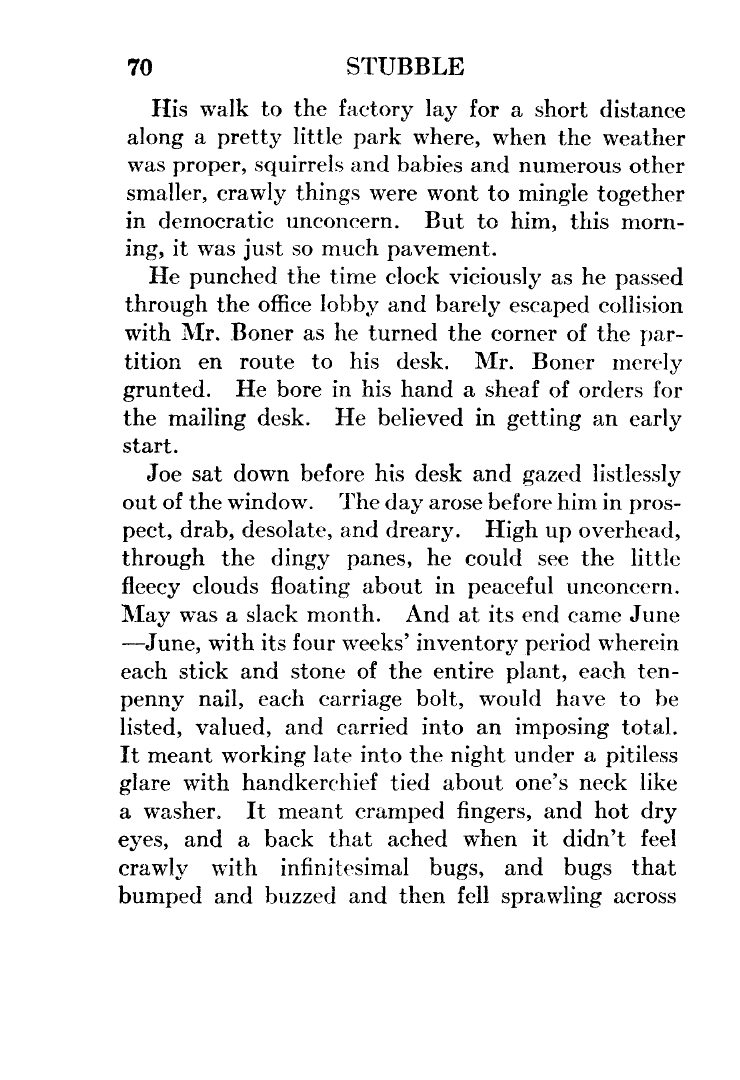 70 STUBBLE
His walk to the factory lay for a short distance
along a pretty little park where, when the weather
was proper, squirrels and babies and numerous other
smaller, crawly things were wont to mingle together
in democratic unconcern. But to him, this morn-
ing, it was just so much pavement.
He punched the time clock viciously as he passed
through the office lobby and barely escaped collision
with Mr. Boner as he turned the corner of the par-
tition en route to his desk. Mr. Boner merely
grunted. He bore in his hand a sheaf of orders for
the mailing desk. He believed in getting an early
start.
Joe sat down before his desk and gazed listlessly
out of the window. The day arose before him in pros-
pect, drab, desolate, and dreary. High up overhead,
through the dingy panes, he could see the little
fleecy clouds floating about in peaceful unconcern.
May was a slack month. And at its end came June
—June, with its four weeks' inventory period wherein
each stick and stone of the entire plant, each ten-
penny nail, each carriage bolt, would have to be
listed, valued, and carried into an imposing total.
It meant working late into the night under a pitiless
glare with handkerchief tied about one's neck like
a washer. It meant cramped fingers, and hot dry
eyes, and a back that ached when it didn't feel
crawly with infinitesimal bugs, and bugs that
bumped and buzzed and then fell sprawling across